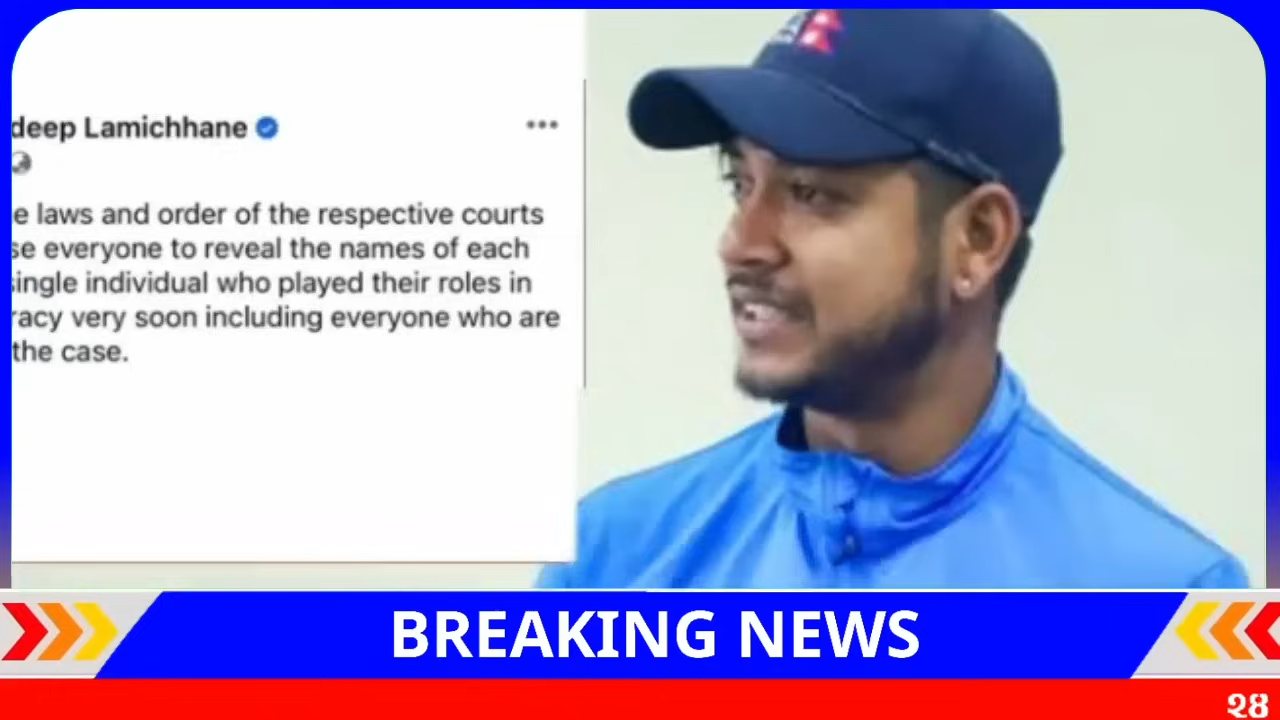 deep Lamichhane
e laws and order of the respective courts
se everyone to reveal the names of each
single individual who played their roles in
racy very soon including everyone who are
the case.
BREAKING NEWS
२८